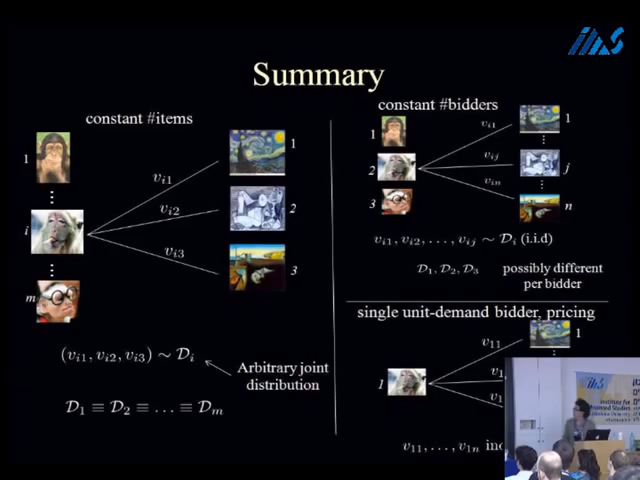 IIAS
Summary
constant #items
1
v_{i1}
1
i
v_{i2}
2
v_{i3}
3
m
(v_{i1}, v_{i2}, v_{i3}) ∼ D_i
Arbitrary joint
distribution
D_1 ≡ D_2 ≡ … ≡ D_m
constant #bidders
1
v_{i1}
1
2
v_{ij}
j
3
v_{in}
n
v_{i1}, v_{i2}, …, v_{ij} ∼ D_i (i.i.d)
D_1, D_2, D_3
possibly different
per bidder
single unit-demand bidder, pricing
v_{11}
1
1
v_{11}, …, v_{1n}